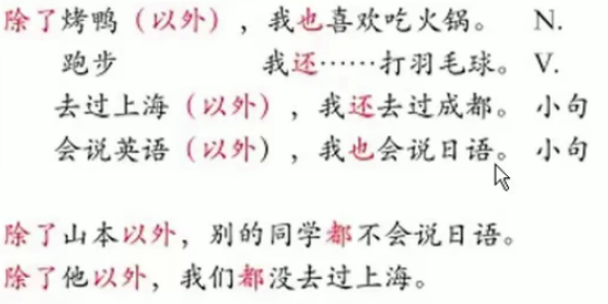 除了烤鸭（以外），我也喜欢吃火锅。 N.
跑步 我还……打羽毛球。 V.
去过上海（以外），我还去过成都。 小句
会说英语（以外），我也会说日语。 小句
除了山本以外，别的同学都不会说日语。
除了他以外，我们都没去过上海。